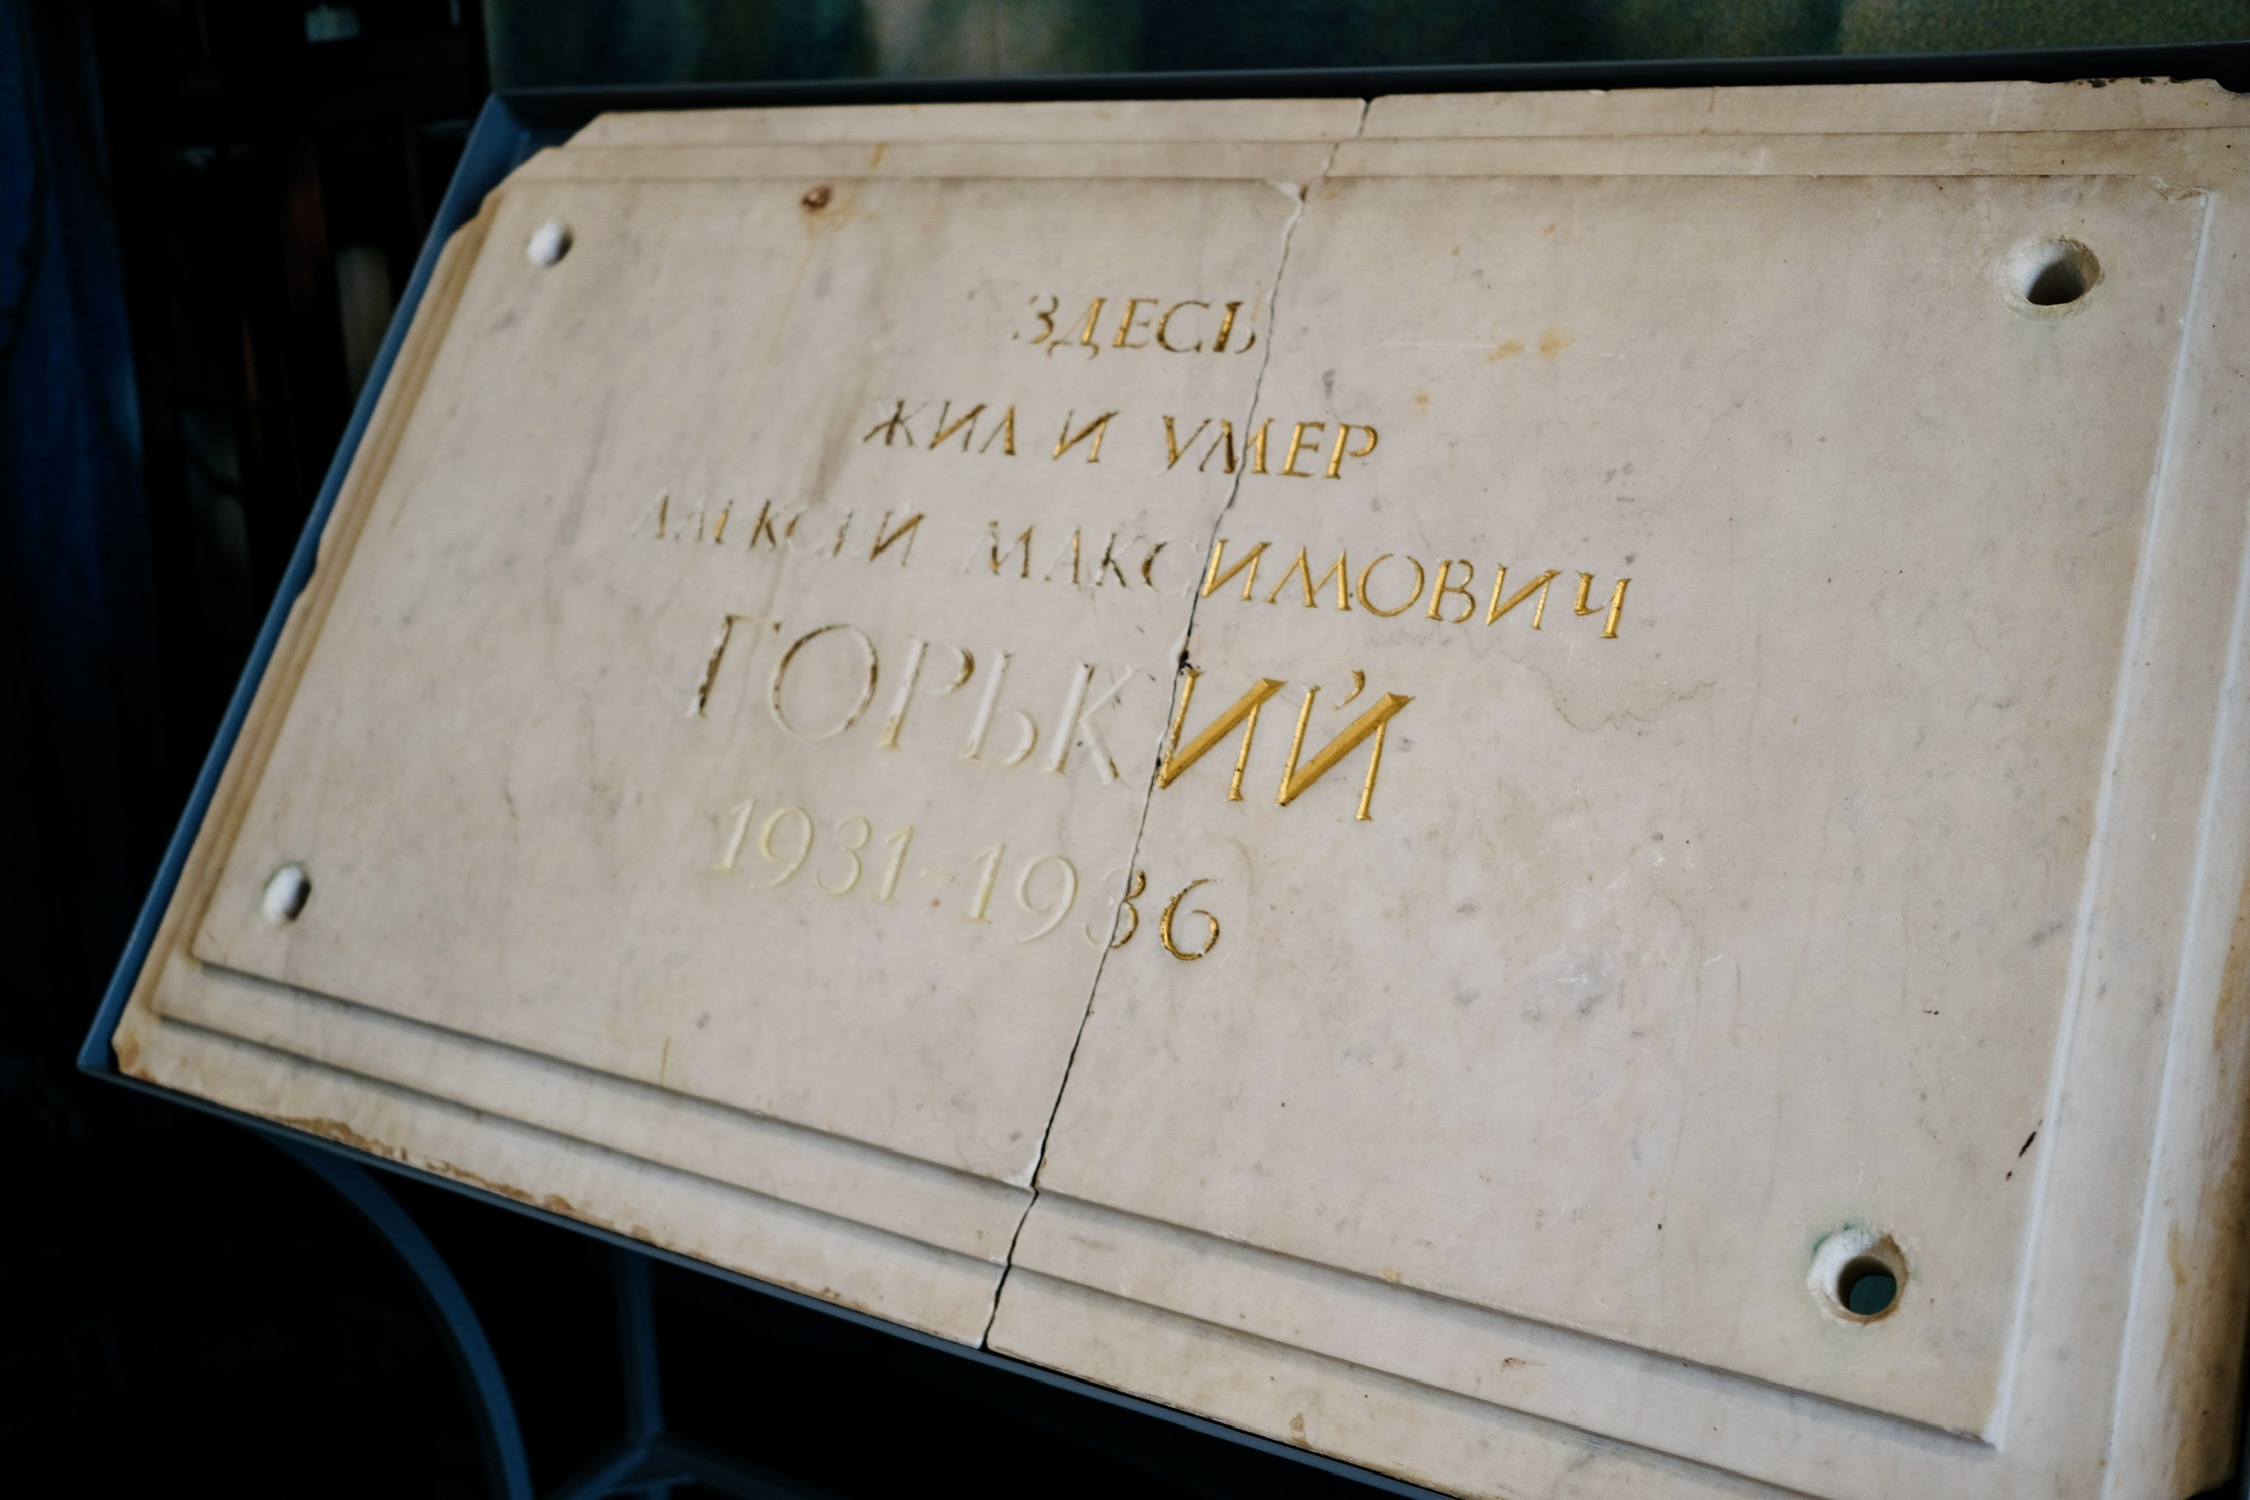 ЗДЕСЬ
ЖИЛ И УМЕР
АЛЕКСЕЙ МАКСИМОВИЧ
ГОРЬКИЙ
1931-1936